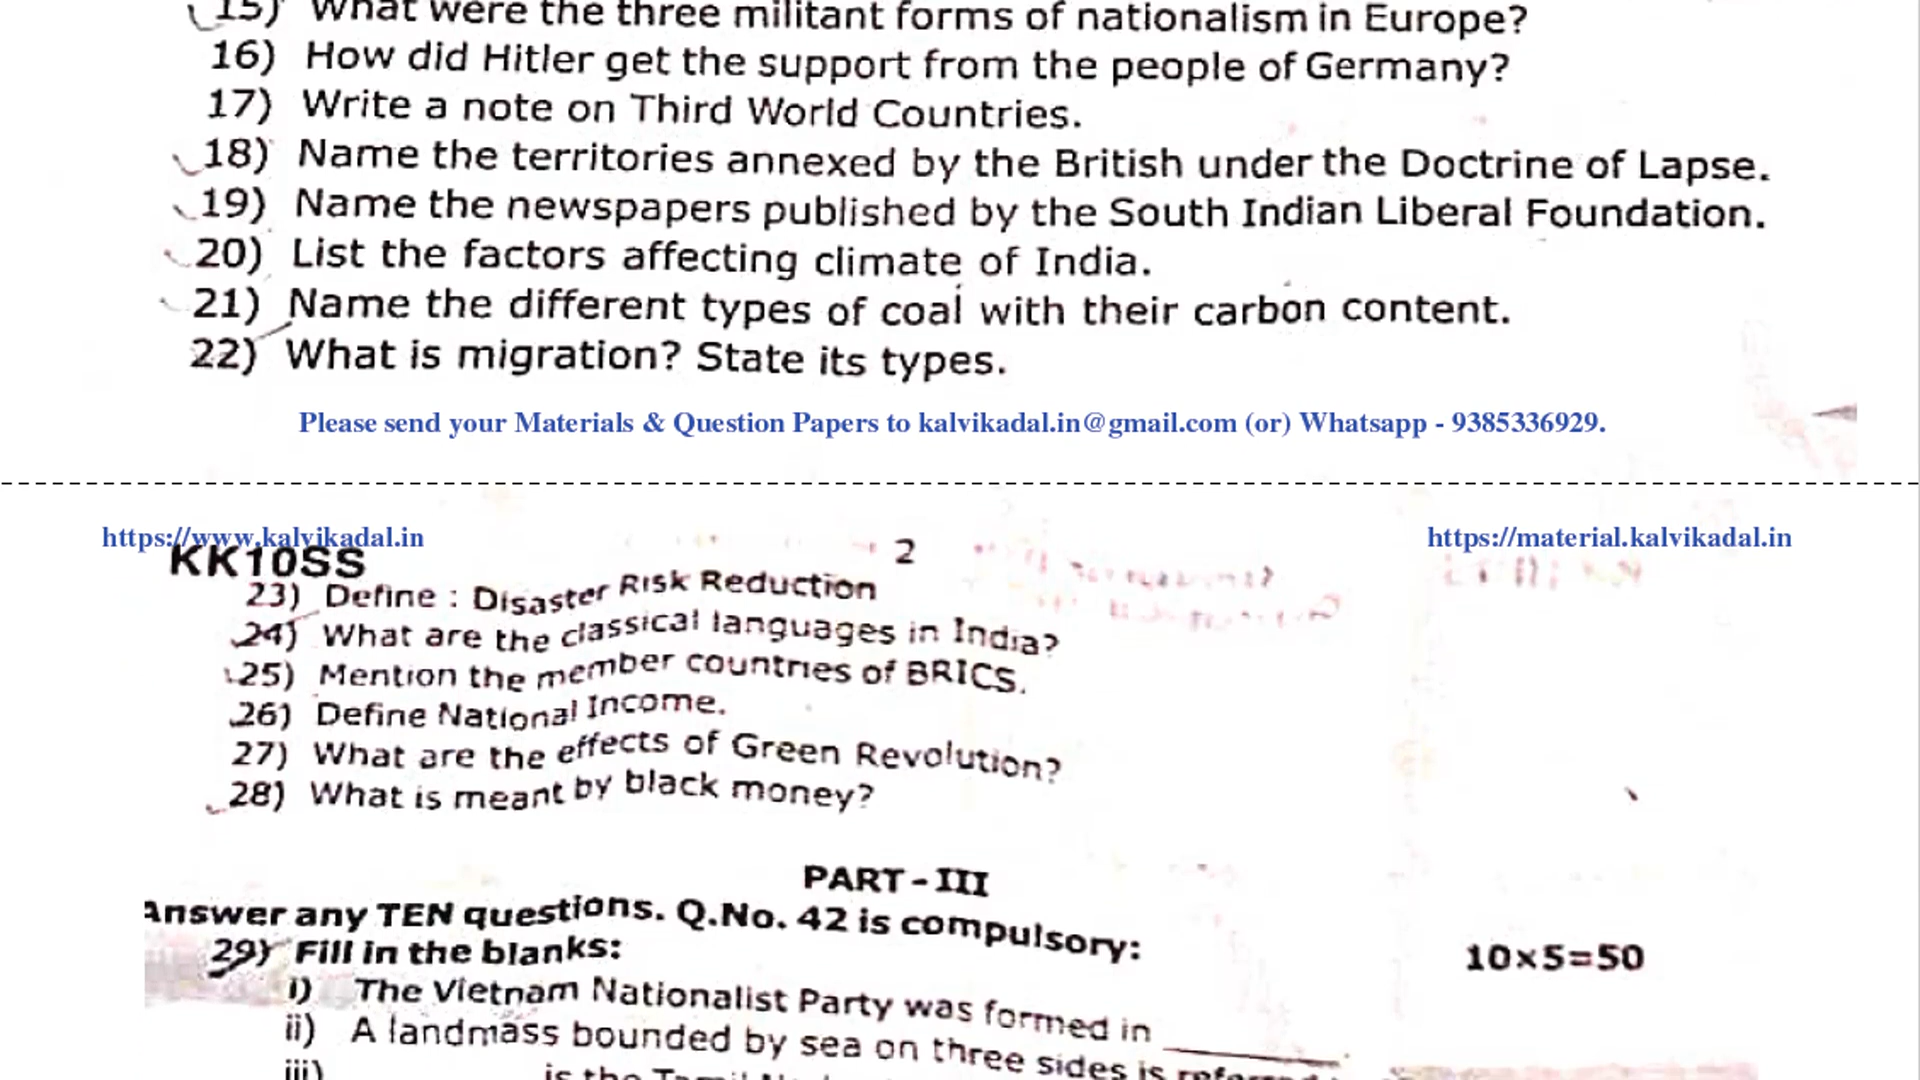 15) What were the three militant forms of nationalism in Europe?
16) How did Hitler get the support from the people of Germany?
17) Write a note on Third World Countries.
18) Name the territories annexed by the British under the Doctrine of Lapse.
19) Name the newspapers published by the South Indian Liberal Foundation.
20) List the factors affecting climate of India.
21) Name the different types of coal with their carbon content.
22) What is migration? State its types.
Please send your Materials & Question Papers to kalvikadal.in@gmail.com (or) Whatsapp - 9385336929.
https://www.kalvikadal.in https://material.kalvikadal.in
KK10SS 2
23) Define : Disaster Risk Reduction
24) What are the classical languages in India?
25) Mention the member countries of BRICS.
26) Define National Income.
27) What are the effects of Green Revolution?
28) What is meant by black money?
PART - III
Answer any TEN questions. Q.No. 42 is compulsory:
10x5=50
29) Fill in the blanks:
i) The Vietnam Nationalist Party was formed in ________.
ii) A landmass bounded by sea on three sides is
iii) ________ is the